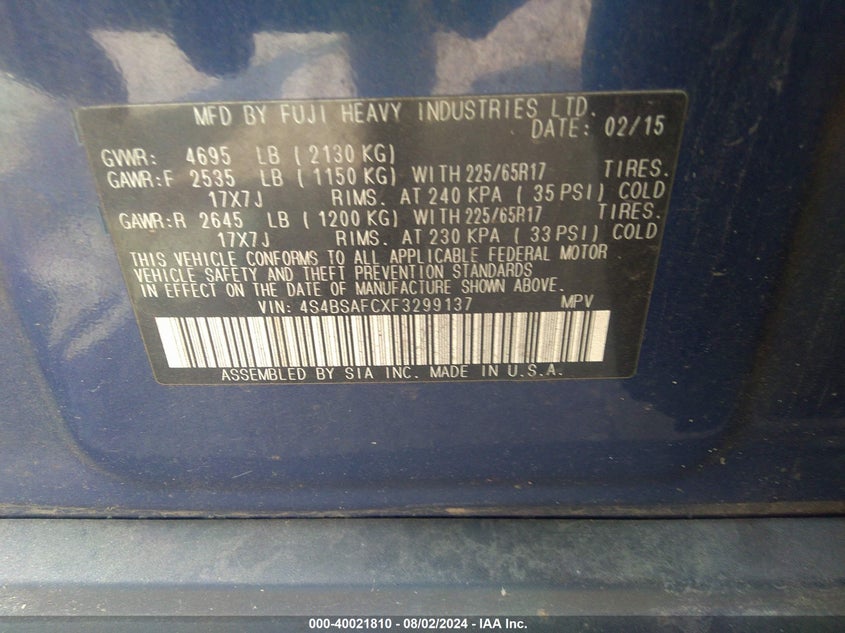 MFD BY FUJI HEAVY INDUSTRIES LTD.
DATE: 02/15
GVWR: 4695 LB ( 2130 KG)
GAWR:F 2535 LB ( 1150 KG) WITH 225/65R17 TIRES.
17X7J RIMS. AT 240 KPA ( 35 PSI) COLD
GAWR:R 2645 LB ( 1200 KG) WITH 225/65R17 TIRES.
17X7J RIMS. AT 230 KPA ( 33 PSI) COLD
THIS VEHICLE CONFORMS TO ALL APPLICABLE FEDERAL MOTOR
VEHICLE SAFETY AND THEFT PREVENTION STANDARDS
IN EFFECT ON THE DATE OF MANUFACTURE SHOWN ABOVE.
VIN: 4S4BSAFCXF3299137 MPV
ASSEMBLED BY SIA INC. MADE IN U.S.A.
000-40021810 - 08/02/2024 - IAA Inc.